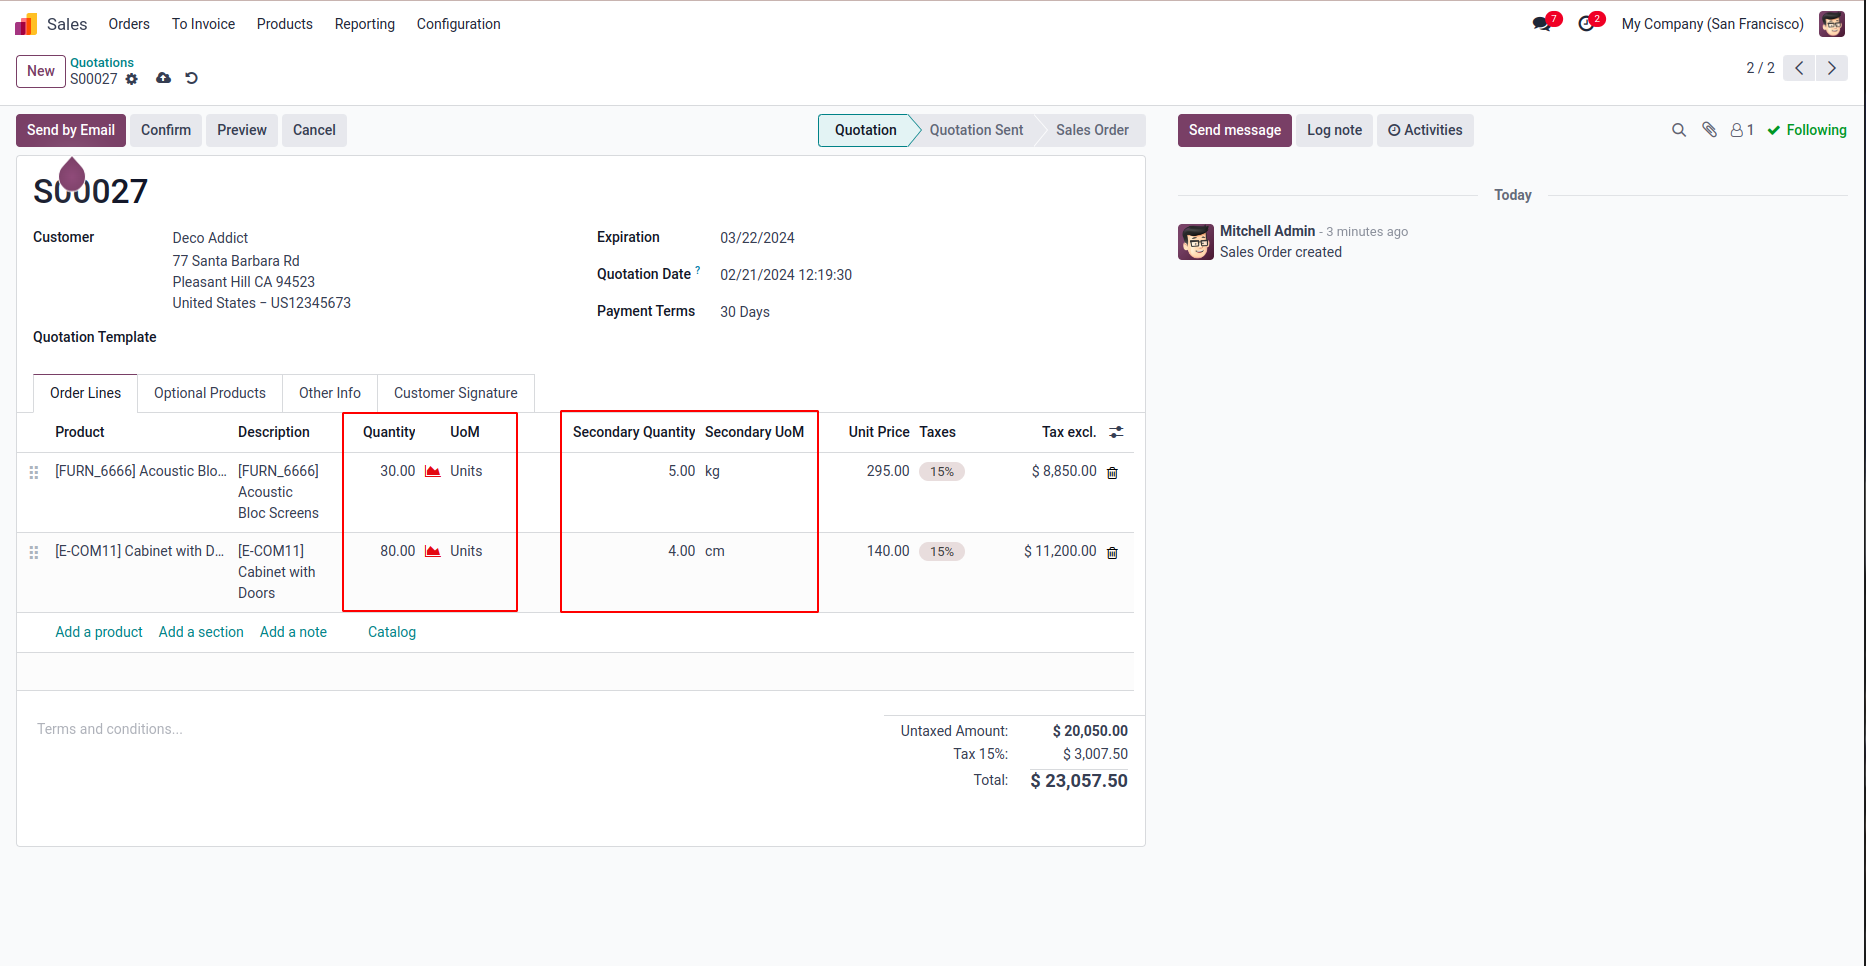 Sales Orders To Invoice Products Reporting Configuration 7 2 My Company (San Francisco)
New Quotations
S00027 2 / 2
Send by Email Confirm Preview Cancel Quotation Quotation Sent Sales Order Send message Log note Activities 1 Following
S00027
Today
Customer Deco Addict Expiration 03/22/2024
Mitchell Admin - 3 minutes ago
Sales Order created
77 Santa Barbara Rd
Quotation Date ? 02/21/2024 12:19:30
Pleasant Hill CA 94523
United States – US12345673
Payment Terms 30 Days
Quotation Template
Order Lines Optional Products Other Info Customer Signature
Product Description Quantity UoM Secondary Quantity Secondary UoM Unit Price Taxes Tax excl.
[FURN_6666] Acoustic Blo... [FURN_6666] 30.00 Units 5.00 kg 295.00 15% $ 8,850.00
Acoustic
Bloc Screens
[E-COM11] Cabinet with D... [E-COM11] 80.00 Units 4.00 cm 140.00 15% $ 11,200.00
Cabinet with
Doors
Add a product Add a section Add a note Catalog
Terms and conditions...
Untaxed Amount: $ 20,050.00
Tax 15%: $ 3,007.50
Total: $ 23,057.50